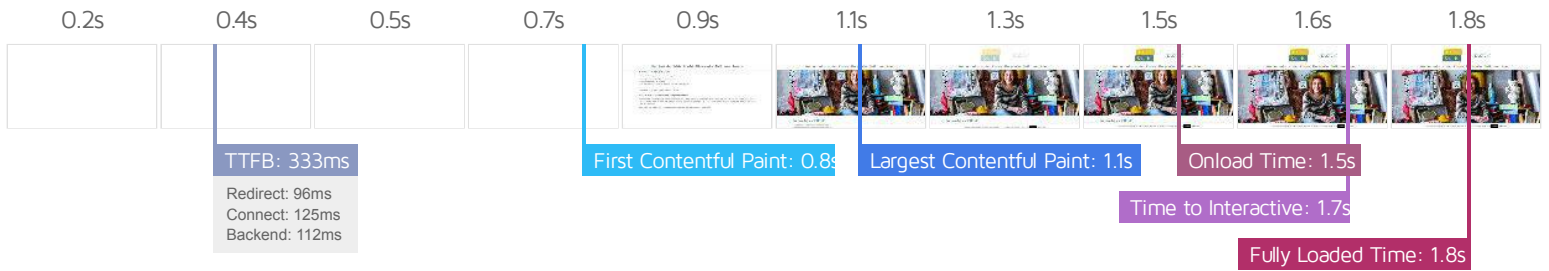 0.2s 0.4s 0.5s 0.7s 0.9s 1.1s 1.3s 1.5s 1.6s 1.8s
TTFB: 333ms
Redirect: 96ms
Connect: 125ms
Backend: 112ms
First Contentful Paint: 0.8s
Largest Contentful Paint: 1.1s
Onload Time: 1.5s
Time to Interactive: 1.7s
Fully Loaded Time: 1.8s